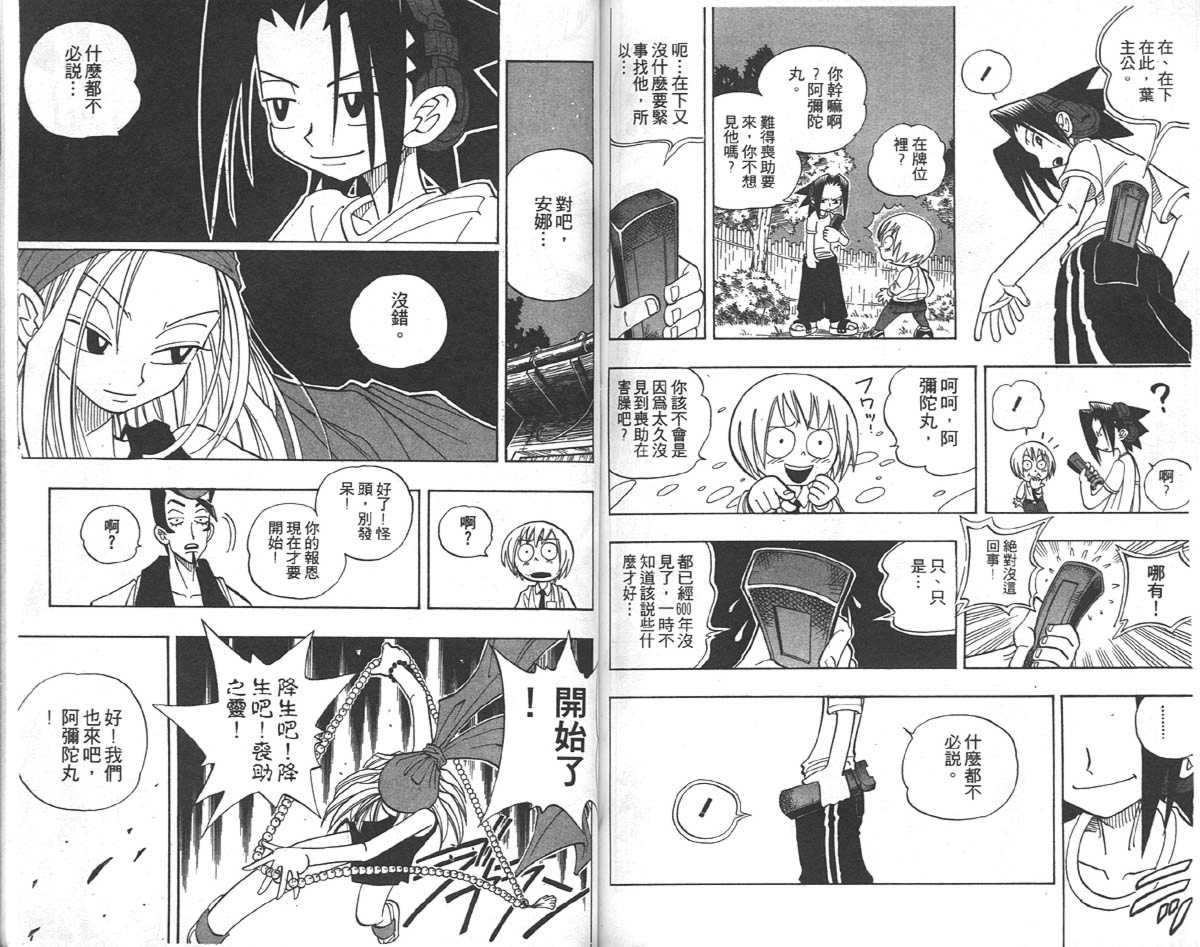 在、在下
在此，葉
主公。
！
在牌位
裡？
你幹嘛啊
？阿彌陀
丸。
難得喪助要
來，你不想
見他嗎？
呃…在下又
沒什麼要緊
事找他，所
以…
？
啊？
！
呵呵，阿
彌陀丸，
フワッ!
你該不會是
因為太久沒
見到喪助在
害臊吧？
哪有！
絕對沒這
回事！
只、只
是…
都已經600年沒
見了，一時不
知道該說些什
麼才好…
………
什麼都不
必說。
！
對吧，
安娜…
什麼都不
必說…
沒錯。
啊？
好了！怪
頭，別發
呆！
你的報恩
現在才要
開始！
啊？
開始了
！
降生吧！降
生吧！喪助
之靈！
好！我們
也來吧，
阿彌陀丸
！